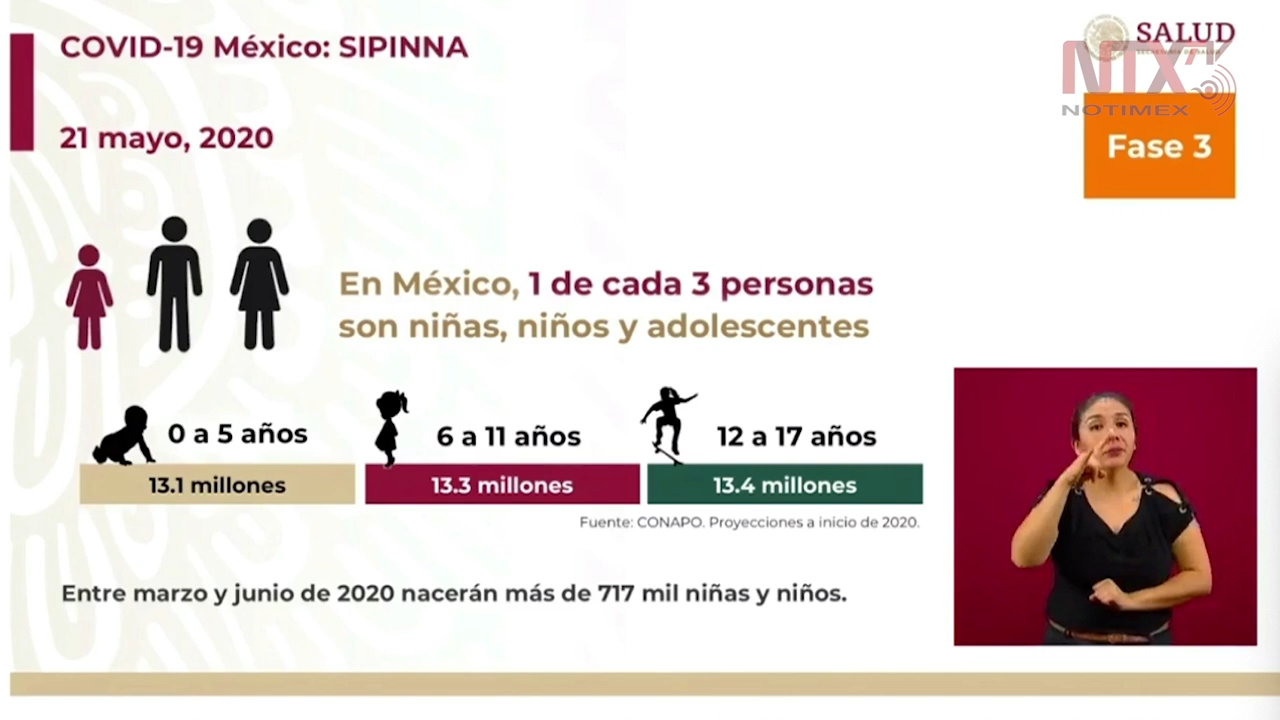 COVID-19 México: SIPINNA
21 mayo, 2020
SALUD
SECRETARÍA DE SALUD
NTX
NOTIMEX
Fase 3
En México, 1 de cada 3 personas
son niñas, niños y adolescentes
0 a 5 años
13.1 millones
6 a 11 años
13.3 millones
12 a 17 años
13.4 millones
Fuente: CONAPO. Proyecciones a inicio de 2020.
Entre marzo y junio de 2020 nacerán más de 717 mil niñas y niños.